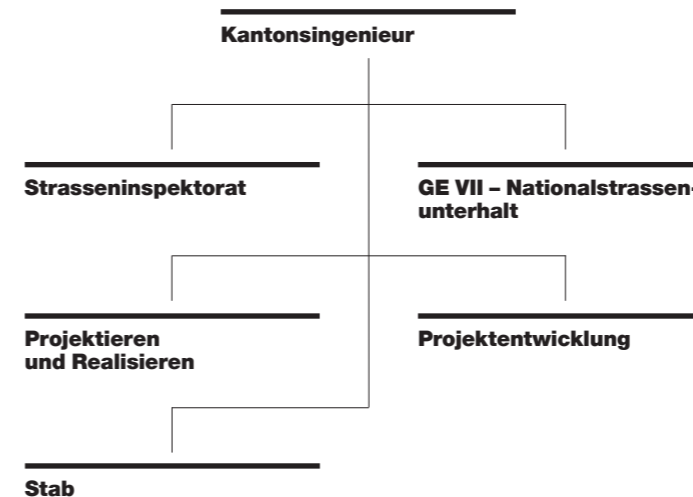 Kantonsingenieur
Strasseninspektorat
GE VII – Nationalstrassen-
unterhalt
Projektieren
und Realisieren
Projektentwicklung
Stab